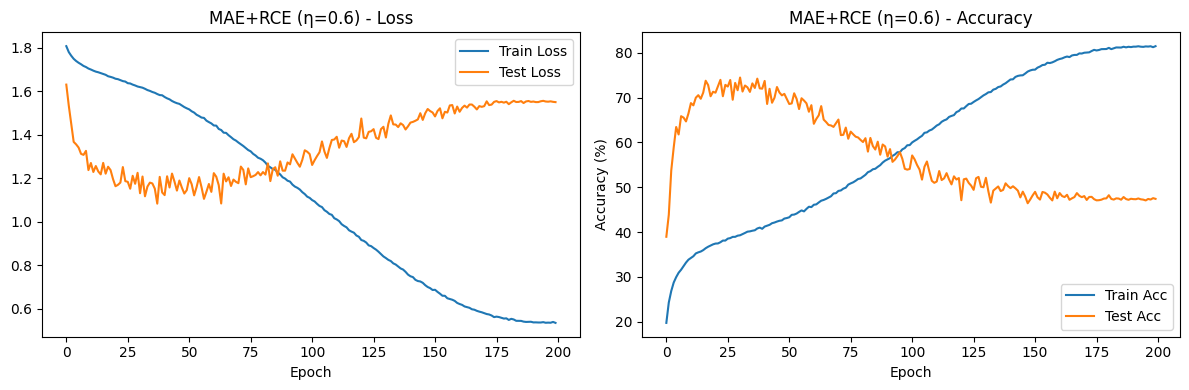 MAE+RCE (η=0.6) - Loss
Train Loss
Test Loss
1.8
1.6
1.4
1.2
1.0
0.8
0.6
0 25 50 75 100 125 150 175 200
Epoch
MAE+RCE (η=0.6) - Accuracy
Accuracy (%)
80
70
60
50
40
30
20
Train Acc
Test Acc
0 25 50 75 100 125 150 175 200
Epoch